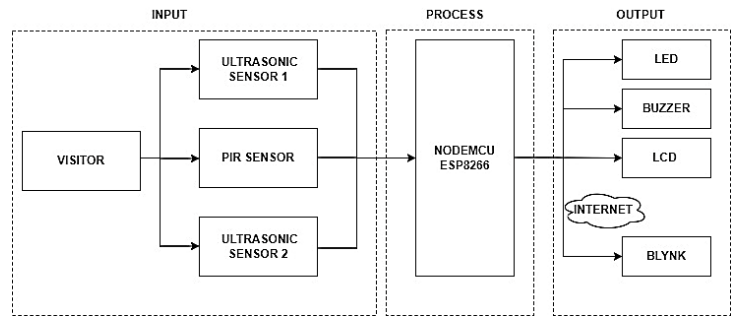 INPUT
PROCESS
OUTPUT
VISITOR
ULTRASONIC
SENSOR 1
PIR SENSOR
ULTRASONIC
SENSOR 2
NODEMCU
ESP8266
LED
BUZZER
LCD
INTERNET
BLYNK